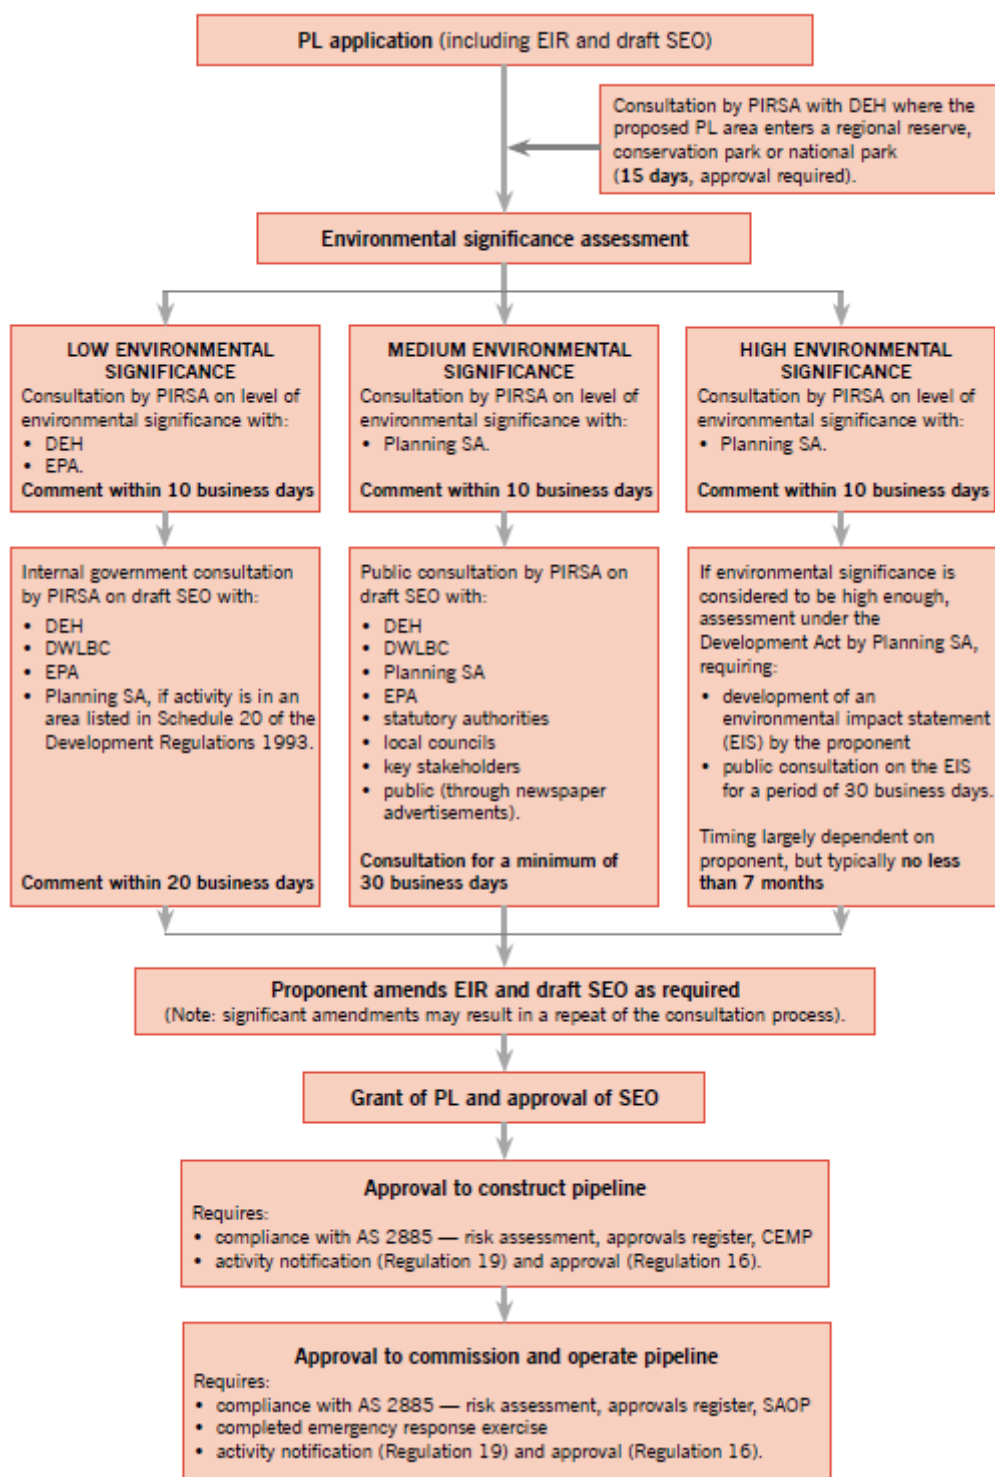 PL application (including EIR and draft SEO)
Consultation by PIRSA with DEH where the
proposed PL area enters a regional reserve,
conservation park or national park
(15 days, approval required).
Environmental significance assessment
LOW ENVIRONMENTAL
SIGNIFICANCE
Consultation by PIRSA on level of
environmental significance with:
• DEH
• EPA.
Comment within 10 business days
MEDIUM ENVIRONMENTAL
SIGNIFICANCE
Consultation by PIRSA on level of
environmental significance with:
• Planning SA.
Comment within 10 business days
HIGH ENVIRONMENTAL
SIGNIFICANCE
Consultation by PIRSA on level of
environmental significance with:
• Planning SA.
Comment within 10 business days
Internal government consultation
by PIRSA on draft SEO with:
• DEH
• DWLBC
• EPA
• Planning SA, if activity is in an
area listed in Schedule 20 of the
Development Regulations 1993.
Comment within 20 business days
Public consultation by PIRSA on
draft SEO with:
• DEH
• DWLBC
• Planning SA
• EPA
• statutory authorities
• local councils
• key stakeholders
• public (through newspaper
advertisements).
Consultation for a minimum of
30 business days
If environmental significance is
considered to be high enough,
assessment under the
Development Act by Planning SA,
requiring:
• development of an
environmental impact statement
(EIS) by the proponent
• public consultation on the EIS
for a period of 30 business days.
Timing largely dependent on
proponent, but typically no less
than 7 months
Proponent amends EIR and draft SEO as required
(Note: significant amendments may result in a repeat of the consultation process).
Grant of PL and approval of SEO
Approval to construct pipeline
Requires:
• compliance with AS 2885 — risk assessment, approvals register, CEMP
• activity notification (Regulation 19) and approval (Regulation 16).
Approval to commission and operate pipeline
Requires:
• compliance with AS 2885 — risk assessment, approvals register, SAOP
• completed emergency response exercise
• activity notification (Regulation 19) and approval (Regulation 16).